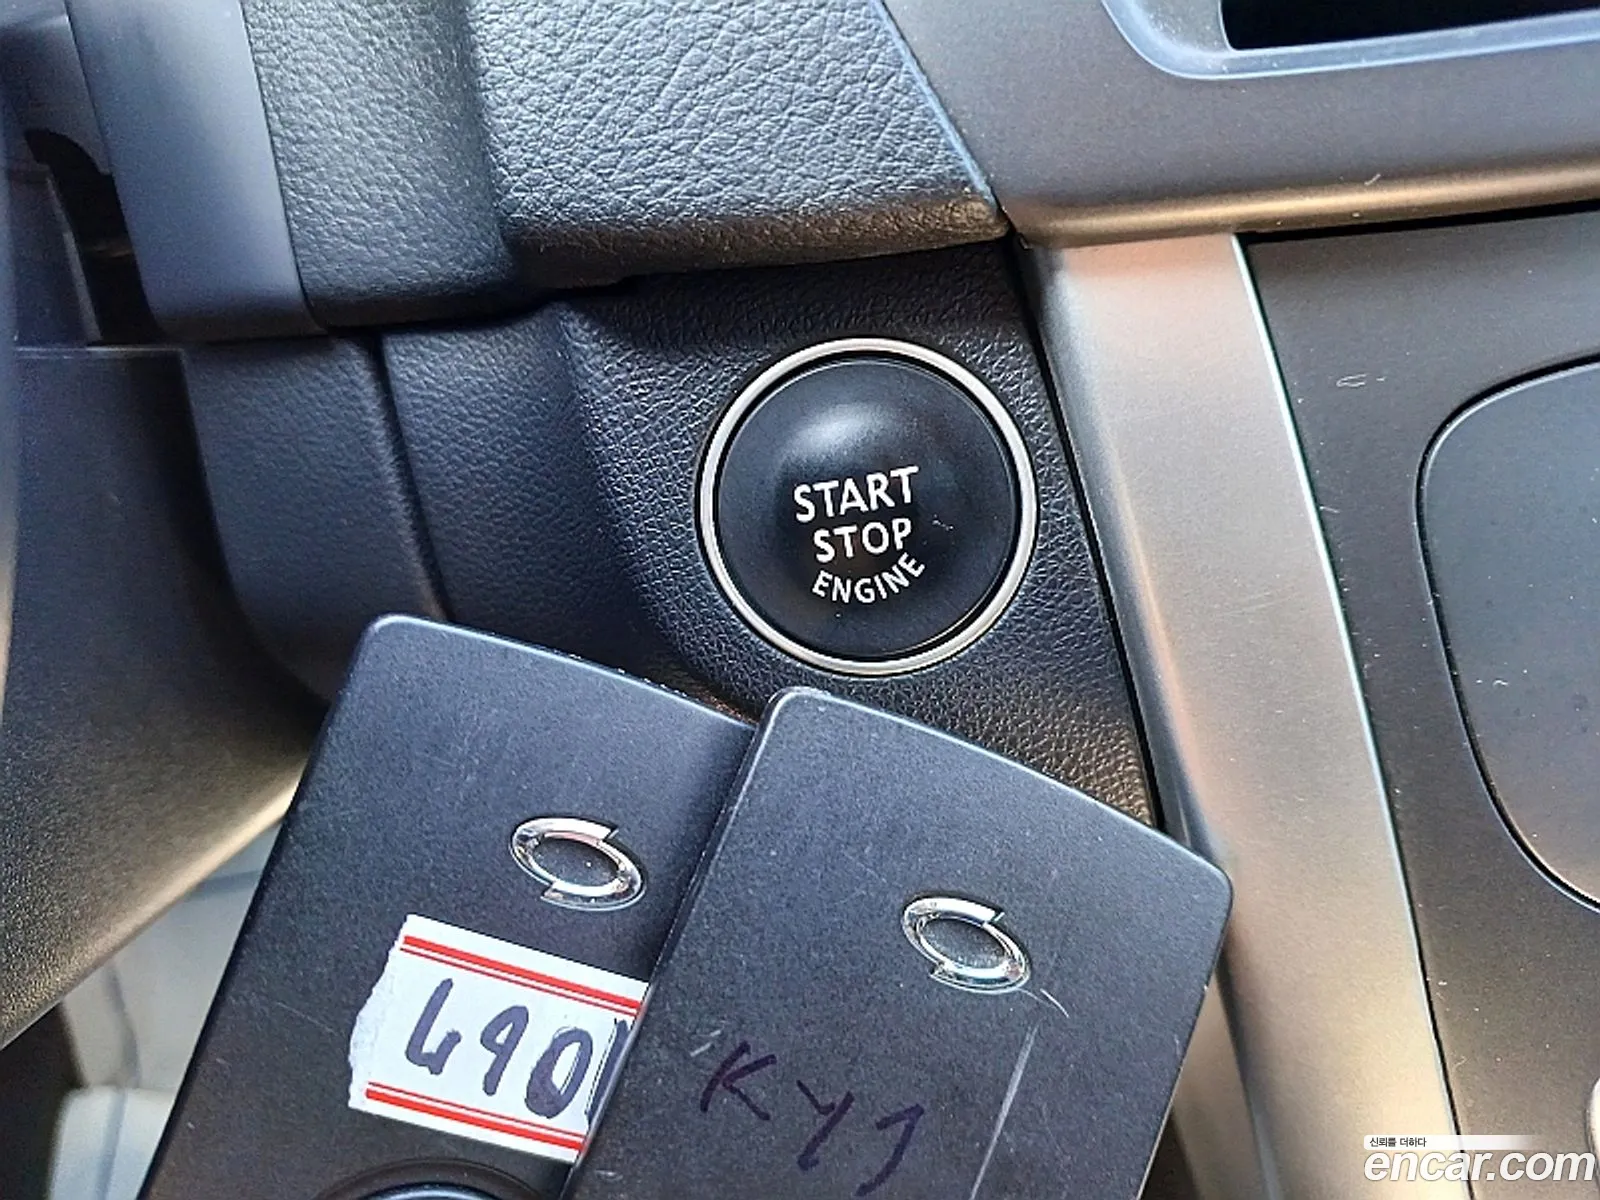 START
STOP
ENGINE
490
KYJ
신뢰를 더하다
encar.com